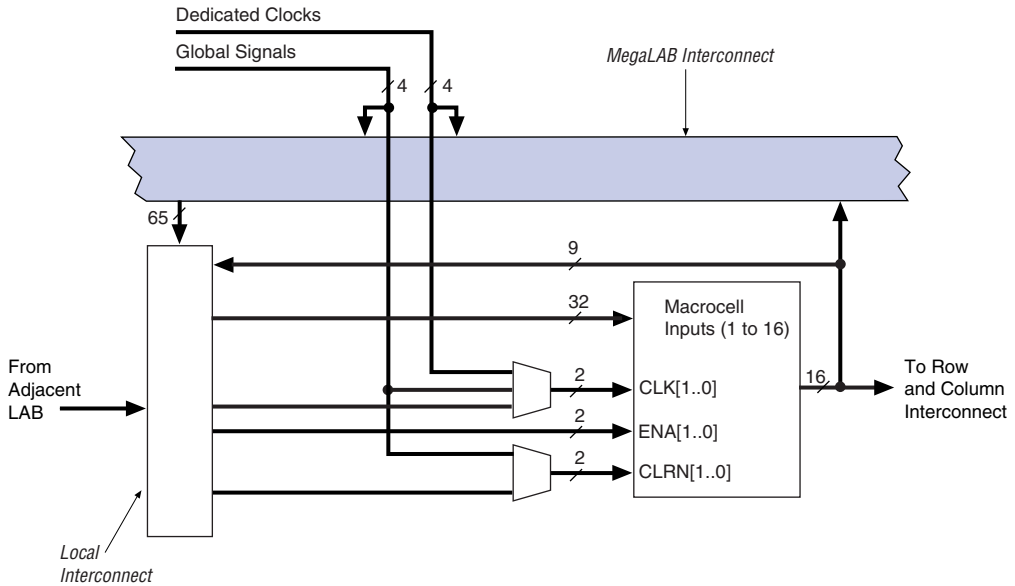 Dedicated Clocks
Global Signals
MegaLAB Interconnect
4
4
65
9
32
Macrocell
Inputs (1 to 16)
From
Adjacent
LAB
2
CLK[1..0]
16
To Row
and Column
Interconnect
2
ENA[1..0]
2
CLRN[1..0]
Local
Interconnect